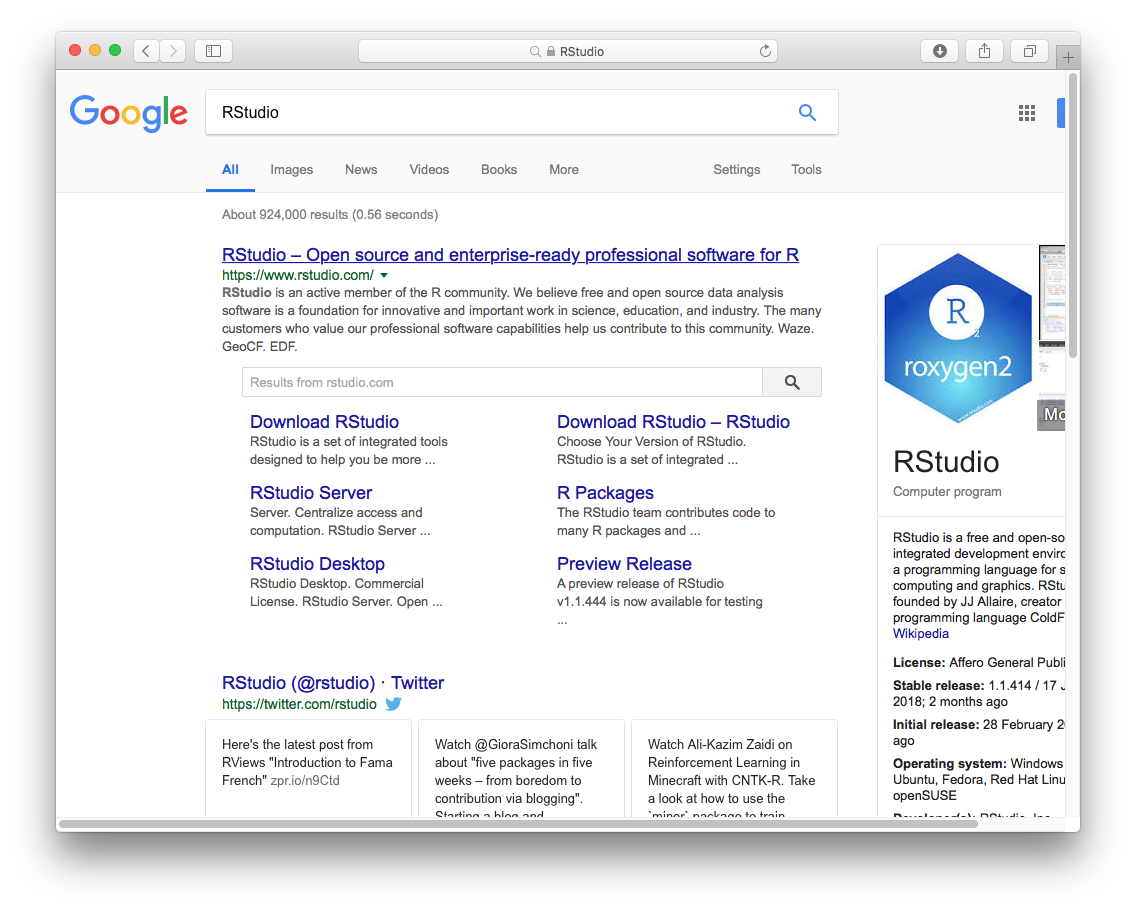 RStudio
Google
RStudio
All Images News Videos Books More Settings Tools
About 924,000 results (0.56 seconds)
RStudio – Open source and enterprise-ready professional software for R
https://www.rstudio.com/
RStudio is an active member of the R community. We believe free and open source data analysis
software is a foundation for innovative and important work in science, education, and industry. The many
customers who value our professional software capabilities help us contribute to this community. Waze.
GeoCF. EDF.
Results from rstudio.com
Download RStudio
RStudio is a set of integrated tools
designed to help you be more ...
Download RStudio – RStudio
Choose Your Version of RStudio.
RStudio is a set of integrated ...
RStudio Server
Server. Centralize access and
computation. RStudio Server ...
R Packages
The RStudio team contributes code to
many R packages and ...
RStudio Desktop
RStudio Desktop. Commercial
License. RStudio Server. Open ...
Preview Release
A preview release of RStudio
v1.1.444 is now available for testing
...
RStudio (@rstudio) · Twitter
https://twitter.com/rstudio
Here's the latest post from
RViews "Introduction to Fama
French" zpr.io/n9Ctd
Watch @GioraSimchoni talk
about "five packages in five
weeks – from boredom to
contribution via blogging".
Starting a blog and
Watch Ali-Kazim Zaidi on
Reinforcement Learning in
Minecraft with CNTK-R. Take
a look at how to use the
`miner` package to train
R
2
roxygen2
Mo
RStudio
Computer program
RStudio is a free and open-so
integrated development enviro
a programming language for s
computing and graphics. RStu
founded by JJ Allaire, creator
programming language ColdF
Wikipedia
License: Affero General Publi
Stable release: 1.1.414 / 17 J
2018; 2 months ago
Initial release: 28 February 20
ago
Operating system: Windows
Ubuntu, Fedora, Red Hat Linu
openSUSE
Developer(s): RStudio, Inc